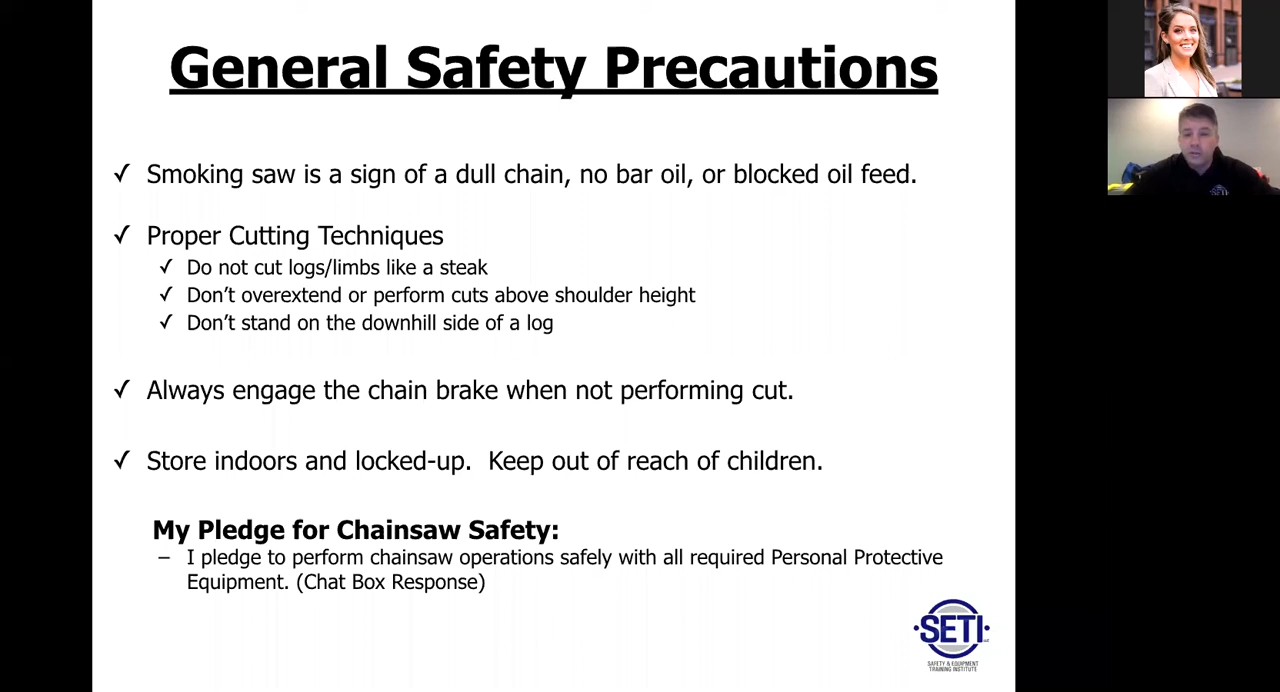 General Safety Precautions
✓ Smoking saw is a sign of a dull chain, no bar oil, or blocked oil feed.
✓ Proper Cutting Techniques
✓ Do not cut logs/limbs like a steak
✓ Don't overextend or perform cuts above shoulder height
✓ Don't stand on the downhill side of a log
✓ Always engage the chain brake when not performing cut.
✓ Store indoors and locked-up.  Keep out of reach of children.
My Pledge for Chainsaw Safety:
– I pledge to perform chainsaw operations safely with all required Personal Protective
Equipment. (Chat Box Response)
SETI
SAFETY & EQUIPMENT
TRAINING INSTITUTE